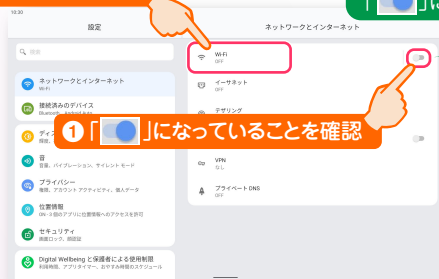 10:30
「 」に
設定
ネットワークとインターネット
検索
Wi-Fi
OFF
ネットワークとインターネット
Wi-Fi
イーサネット
OFF
接続済みのデバイス
Bluetooth、Android Auto
テザリング
ディス
1「 」になっていることを確認
音
音量、バイブレーション、サイレント モード
VPN
なし
プライバシー
権限、アカウント アクティビティ、個人データ
プライベート DNS
OFF
位置情報
ON - 3 個のアプリに位置情報へのアクセスを許可
セキュリティ
画面ロック、顔認証
Digital Wellbeing と保護者による使用制限
利用時間、アプリタイマー、おやすみ時間のスケジュール